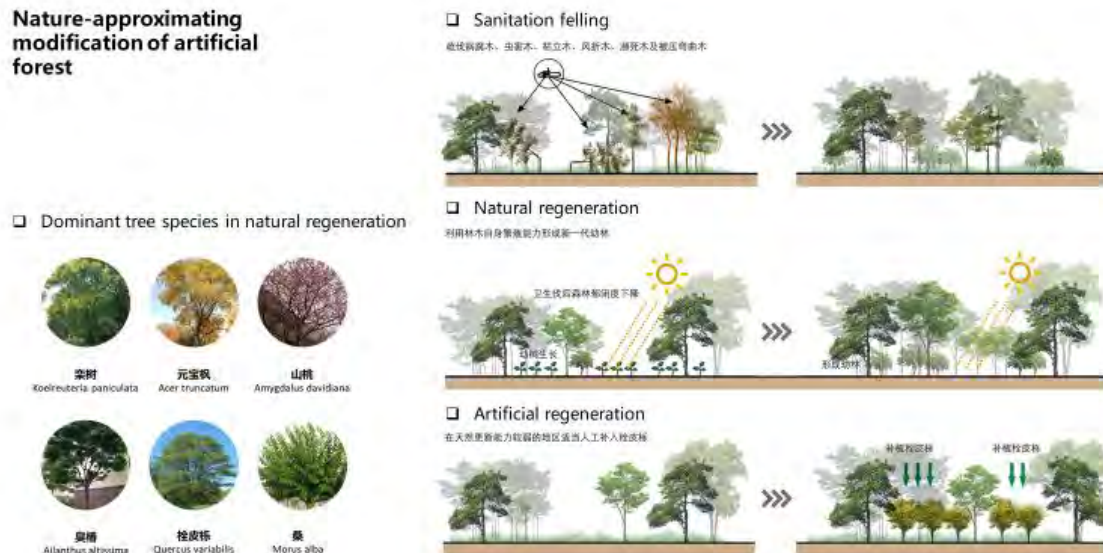 Nature-approximating
modification of artificial
forest
Dominant tree species in natural regeneration
栾树
Koelreuteria paniculata
元宝枫
Acer truncatum
山桃
Amygdalus davidiana
臭椿
Ailanthus altissima
栓皮栎
Quercus variabilis
桑
Morus alba
Sanitation felling
疏伐病腐木、虫害木、枯立木、风折木、濒死木及被压弯曲木
Natural regeneration
利用林木自身繁殖能力形成新一代幼林
卫生伐后森林郁闭度下降
幼树生长
形成幼林
Artificial regeneration
在天然更新能力较弱的地区适当人工补入栓皮栎
补植栓皮栎
补植栓皮栎